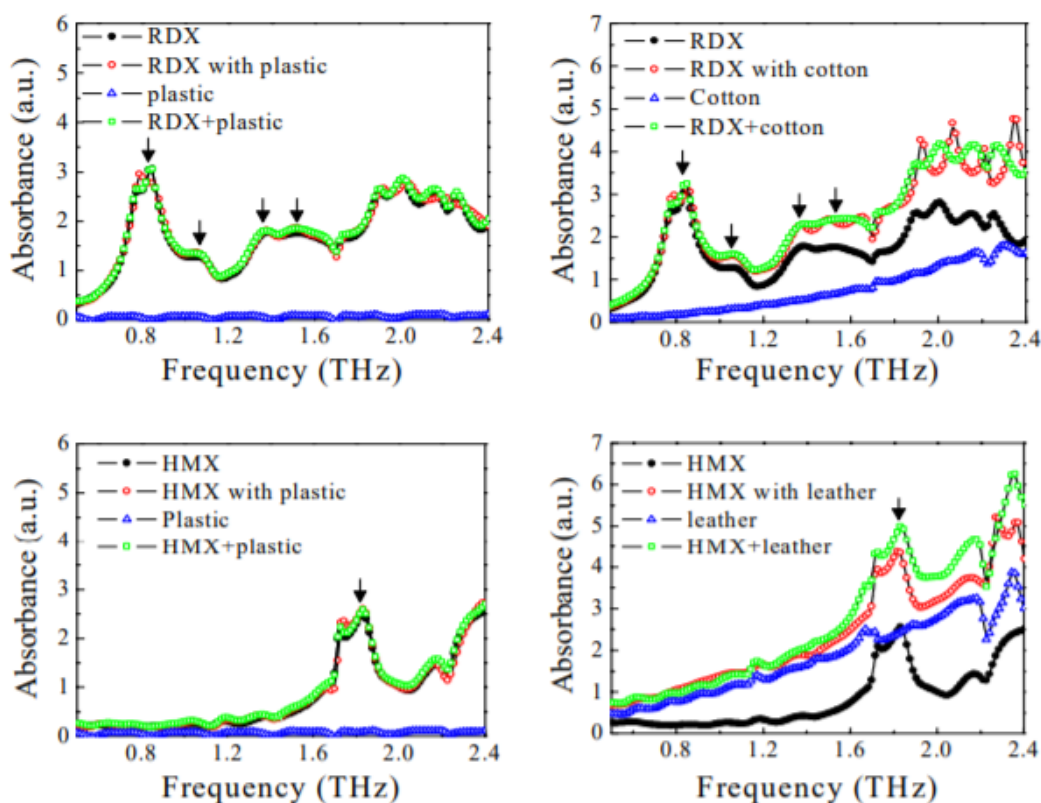 6
5
4
3
2
1
0
Absorbance (a.u.)
RDX
RDX with plastic
plastic
RDX+plastic
0.8 1.2 1.6 2.0 2.4
Frequency (THz)
7
6
5
4
3
2
1
0
Absorbance (a.u.)
RDX
RDX with cotton
Cotton
RDX+cotton
0.8 1.2 1.6 2.0 2.4
Frequency (THz)
6
5
4
3
2
1
0
Absorbance (a.u.)
HMX
HMX with plastic
Plastic
HMX+plastic
0.8 1.2 1.6 2.0 2.4
Frequency (THz)
7
6
5
4
3
2
1
0
Absorbance (a.u.)
HMX
HMX with leather
leather
HMX+leather
0.8 1.2 1.6 2.0 2.4
Frequency (THz)